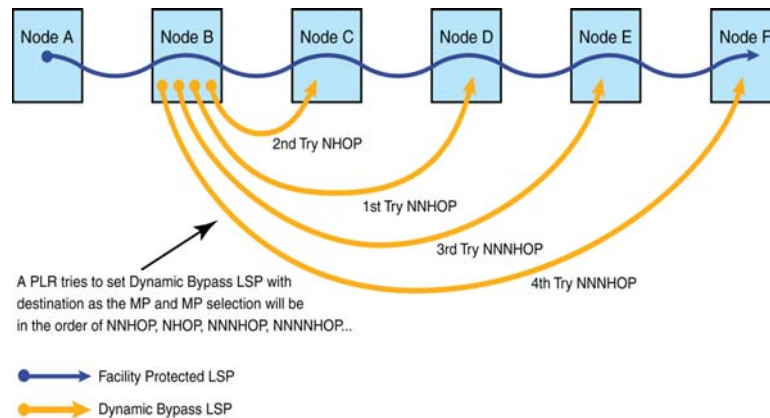 Node A
Node B
Node C
Node D
Node E
Node F
2nd Try NHOP
1st Try NNHOP
3rd Try NNNHOP
4th Try NNNHOP
A PLR tries to set Dynamic Bypass LSP with
destination as the MP and MP selection will be
in the order of NNHOP, NHOP, NNNHOP, NNNNHOP...
Facility Protected LSP
Dynamic Bypass LSP